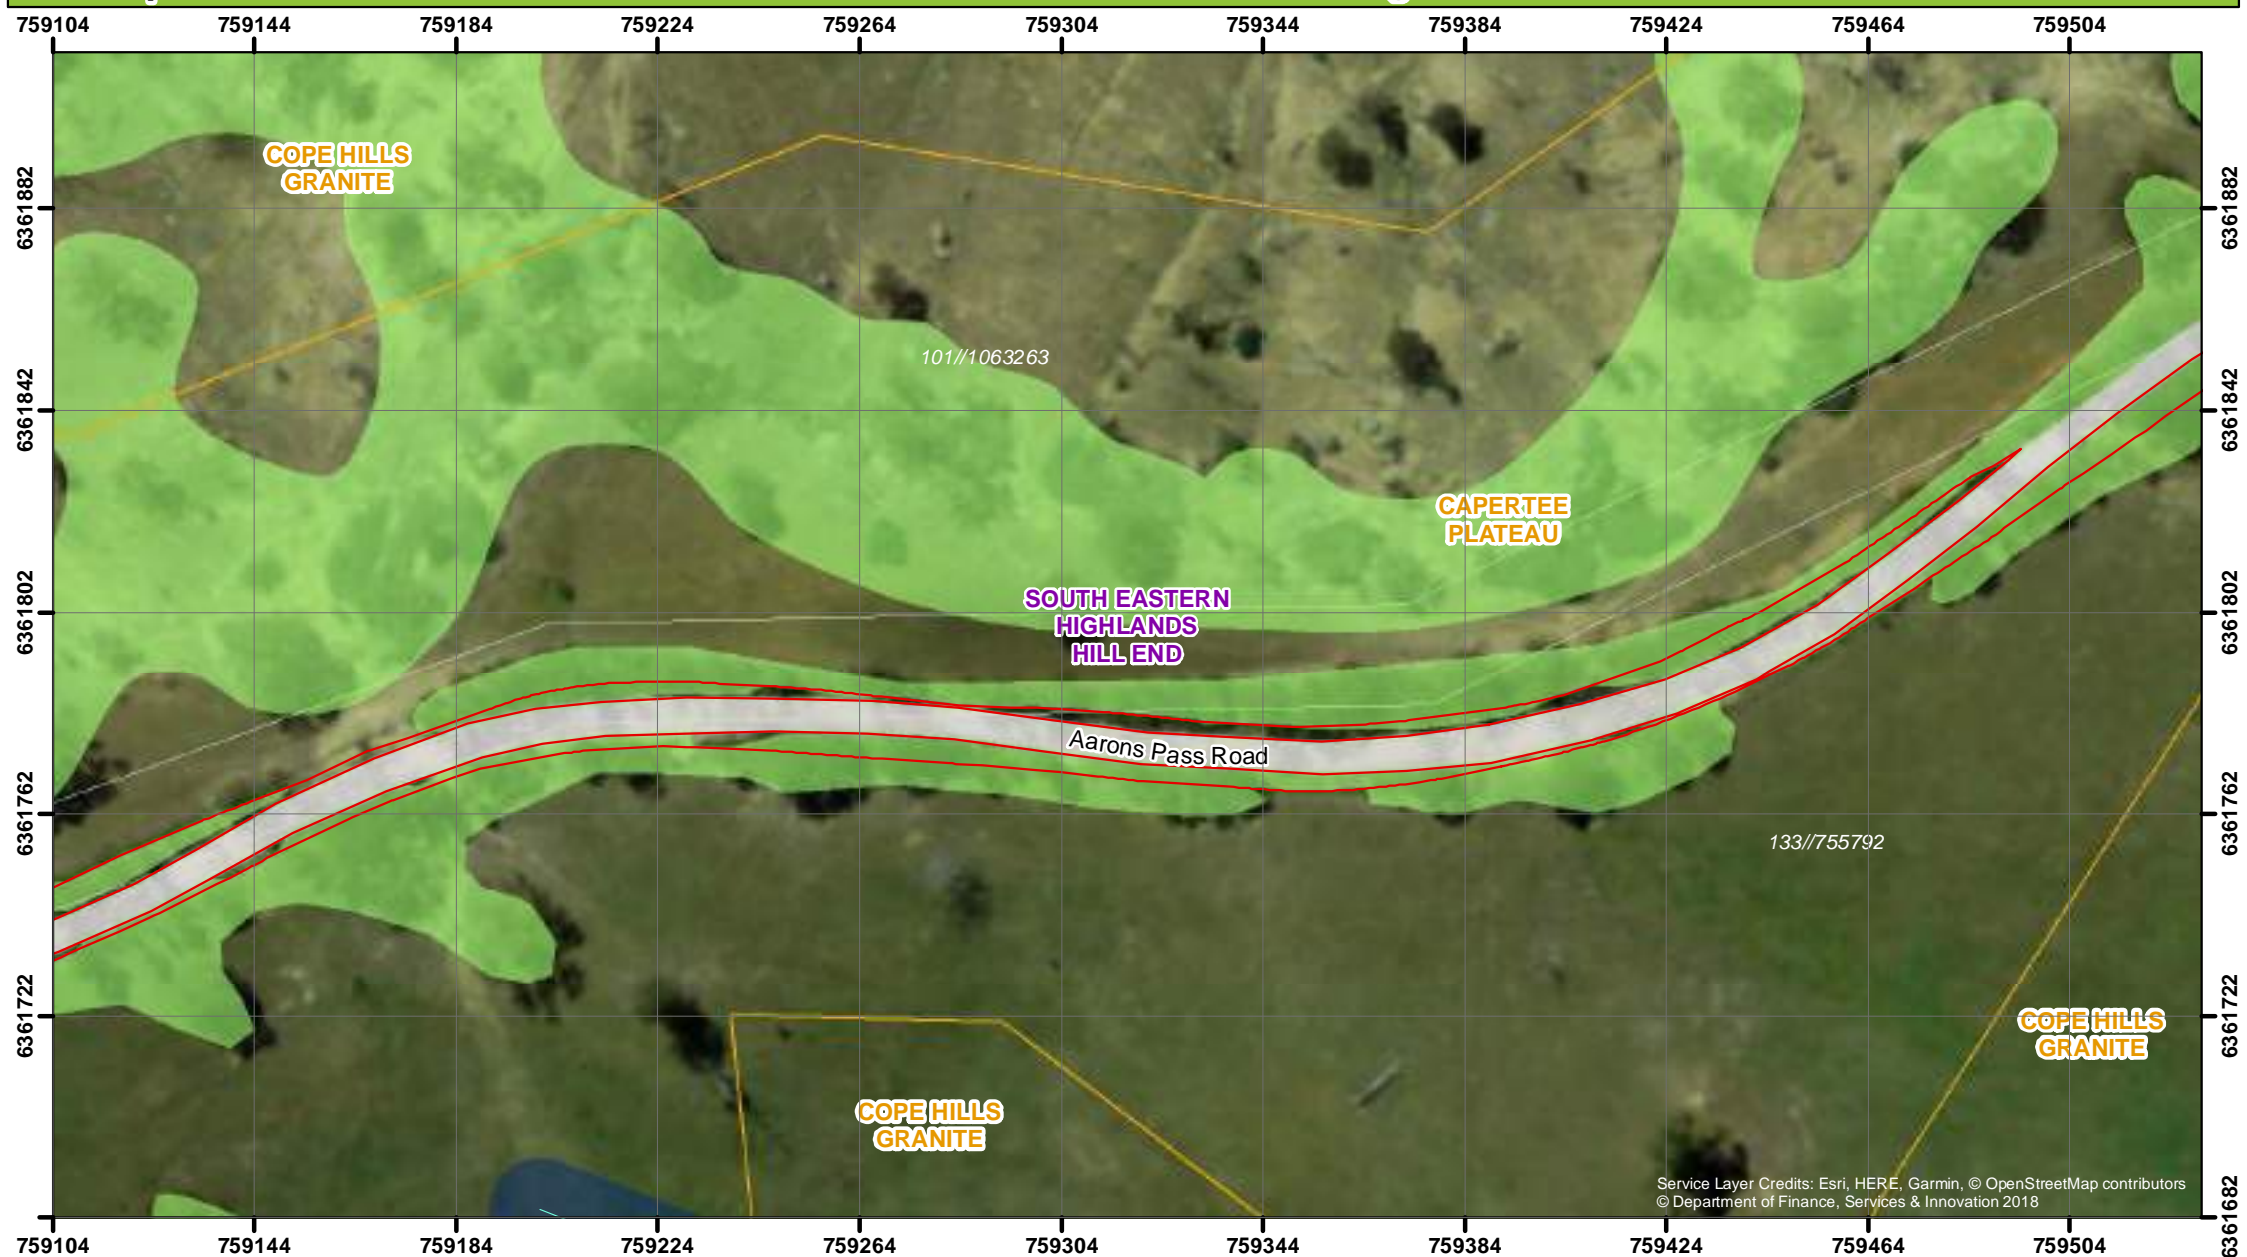 759104 759144 759184 759224 759264 759304 759344 759384 759424 759464 759504
COPE HILLS
GRANITE
6361882
6361882
101//1063263
6361842
6361842
CAPERTEE
PLATEAU
SOUTH EASTERN
HIGHLANDS
HILL END
6361802
6361802
Aarons Pass Road
6361762
6361762
133//755792
6361722
6361722
COPE HILLS
GRANITE
COPE HILLS
GRANITE
Service Layer Credits: Esri, HERE, Garmin, © OpenStreetMap contributors
© Department of Finance, Services & Innovation 2018
6361682
759104 759144 759184 759224 759264 759304 759344 759384 759424 759464 759504